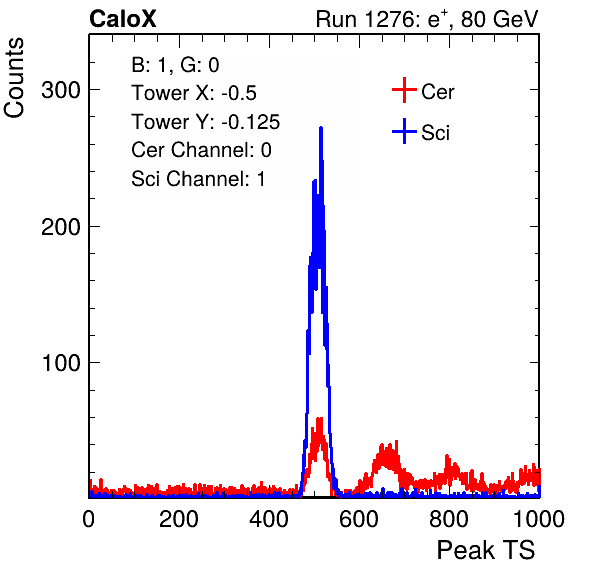 CaloX Run 1276: e⁺, 80 GeV
Counts
B: 1, G: 0
Tower X: -0.5
Tower Y: -0.125
Cer Channel: 0
Sci Channel: 1
Cer
Sci
300
200
100
0 200 400 600 800 1000
Peak TS